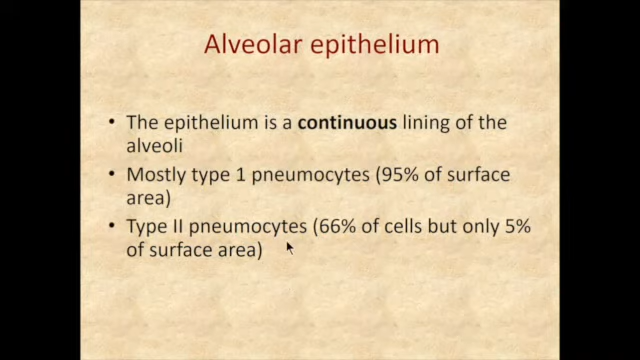 Alveolar epithelium
• The epithelium is a continuous lining of the
alveoli
• Mostly type 1 pneumocytes (95% of surface
area)
• Type II pneumocytes (66% of cells but only 5%
of surface area)